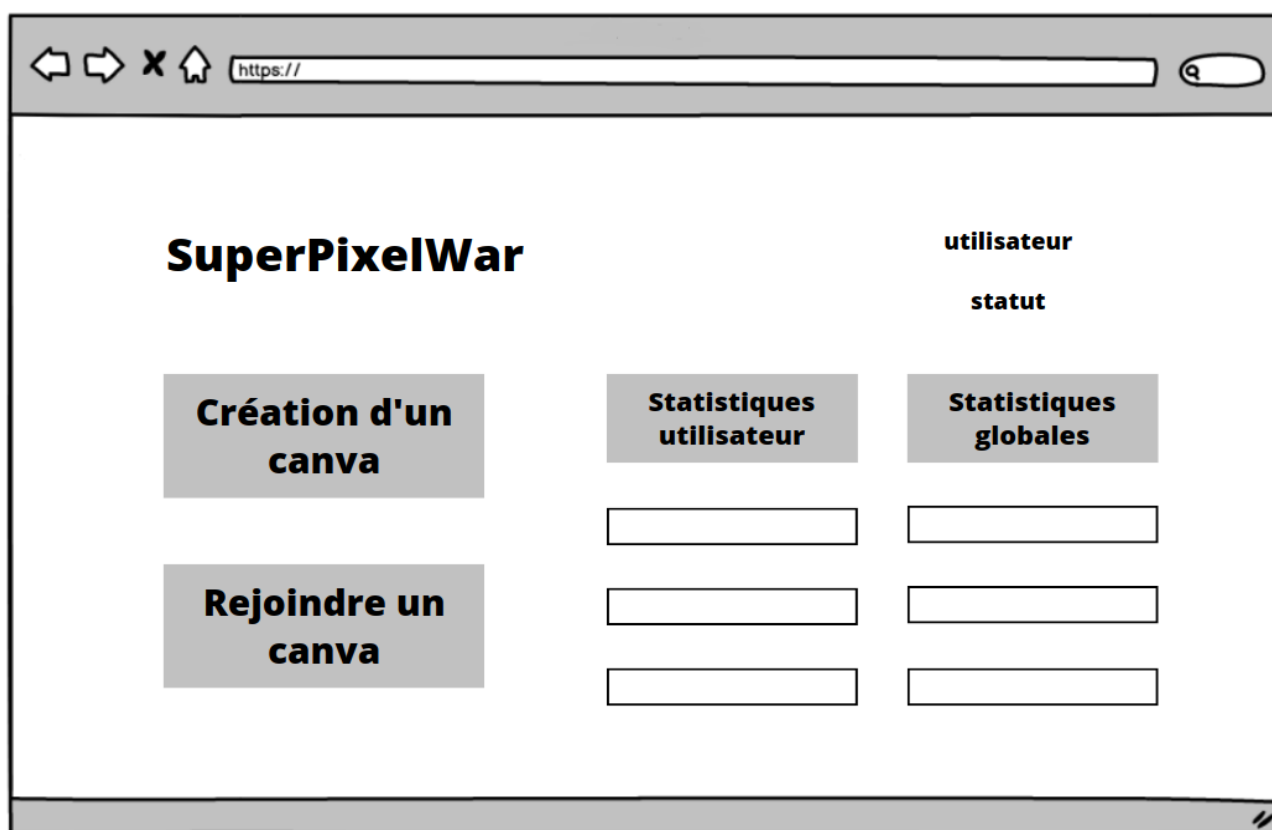 https://
SuperPixelWar
utilisateur
statut
Création d'un
canva
Rejoindre un
canva
Statistiques
utilisateur
Statistiques
globales